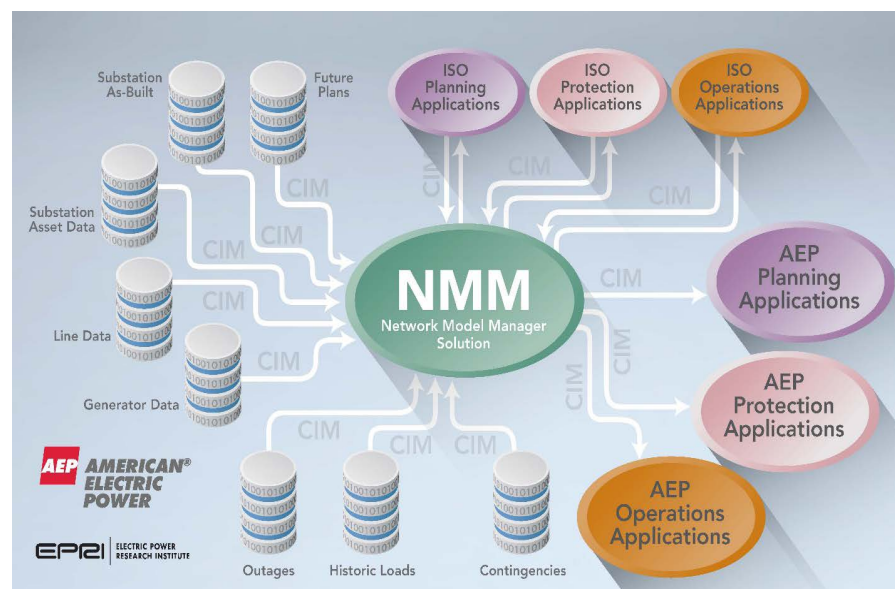 Substation
As-Built
Future
Plans
ISO
Planning
Applications
ISO
Protection
Applications
ISO
Operations
Applications
CIM
CIM
CIM
CIM
Substation
Asset Data
CIM
CIM
CIM
CIM
NMM
Network Model Manager
Solution
AEP
Planning
Applications
Line Data
CIM
CIM
Generator Data
AEP
Protection
Applications
CIM
CIM
CIM
AEP AMERICAN®
ELECTRIC
POWER
AEP
Operations
Applications
EPRI
ELECTRIC POWER
RESEARCH INSTITUTE
Outages
Historic Loads
Contingencies